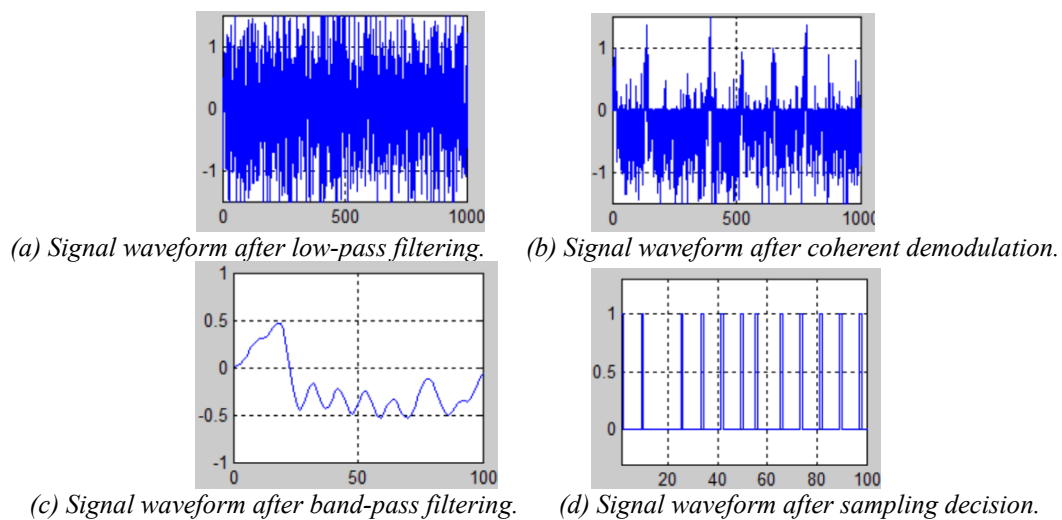 1
0
-1
0 500 1000
1
0
-1
0 500 1000
(a) Signal waveform after low-pass filtering.
(b) Signal waveform after coherent demodulation.
1
0.5
0
-0.5
-1
0 50 100
1
0.5
0
20 40 60 80 100
(c) Signal waveform after band-pass filtering.
(d) Signal waveform after sampling decision.